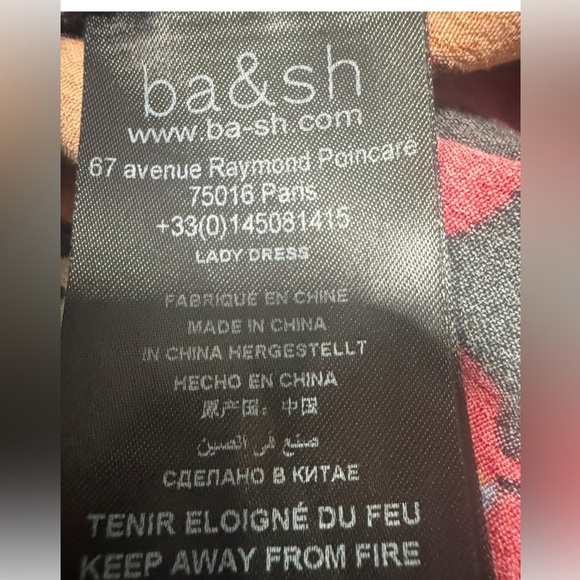 ba&sh
www.ba-sh.com
67 avenue Raymond Poincaré
75016 Paris
+33(0)145081415
LADY DRESS
FABRIQUÉ EN CHINE
MADE IN CHINA
IN CHINA HERGESTELLT
HECHO EN CHINA
原产国：中国
صنع في الصين
СДЕЛАНО В КИТАЕ
TENIR ELOIGNÉ DU FEU
KEEP AWAY FROM FIRE